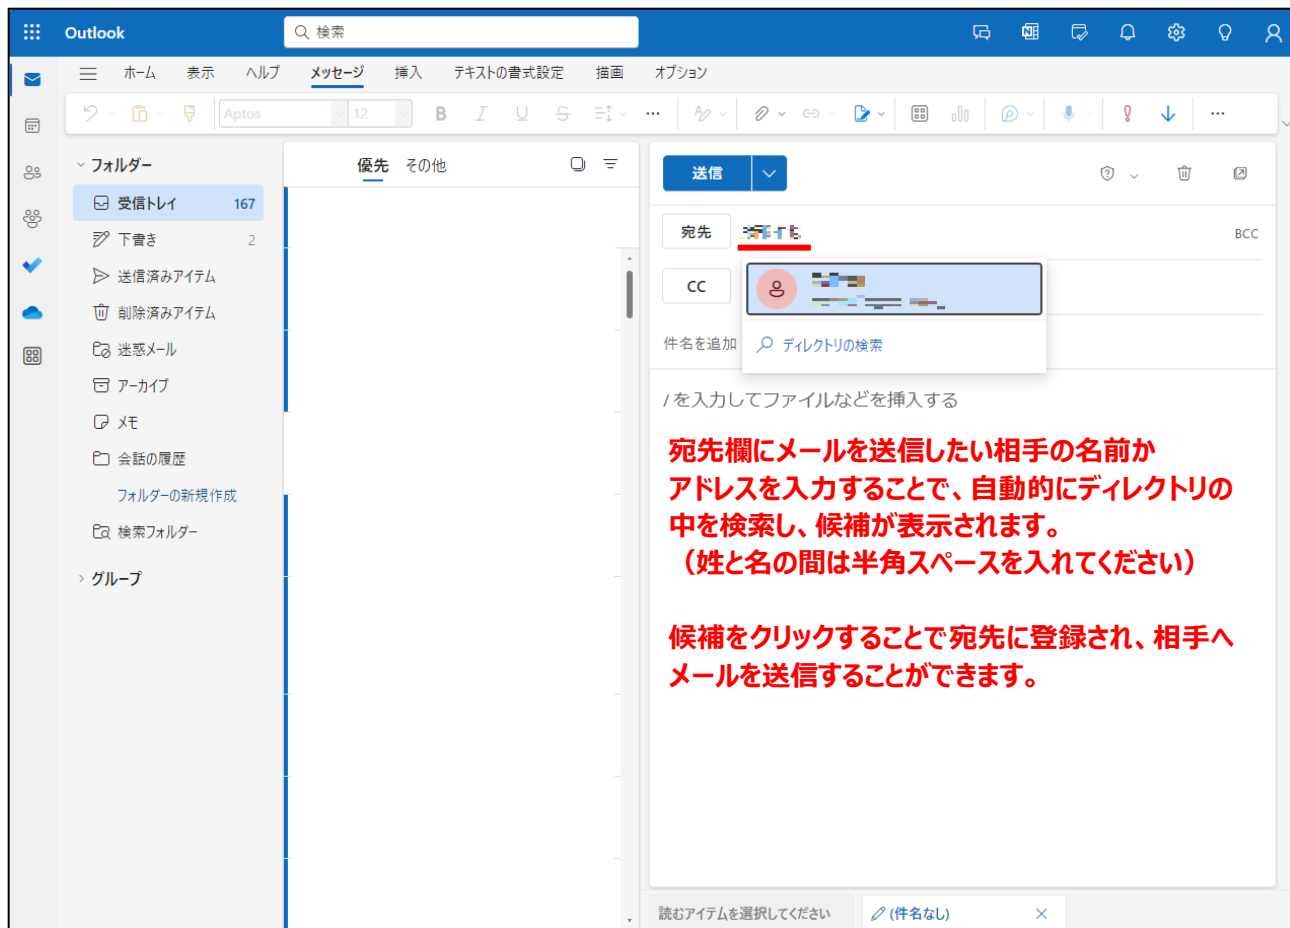 Outlook
検索
ホーム 表示 ヘルプ メッセージ 挿入 テキストの書式設定 描画 オプション
Aptos 12 B I U S
フォルダー
受信トレイ 167
下書き 2
送信済みアイテム
削除済みアイテム
迷惑メール
アーカイブ
メモ
会話の履歴
フォルダーの新規作成
検索フォルダー
グループ
優先 その他
送信
宛先
BCC
CC
ディレクトリの検索
件名を追加
/ を入力してファイルなどを挿入する
宛先欄にメールを送信したい相手の名前か
アドレスを入力することで、自動的にディレクトリの
中を検索し、候補が表示されます。
（姓と名の間は半角スペースを入れてください）
候補をクリックすることで宛先に登録され、相手へ
メールを送信することができます。
読むアイテムを選択してください
(件名なし)